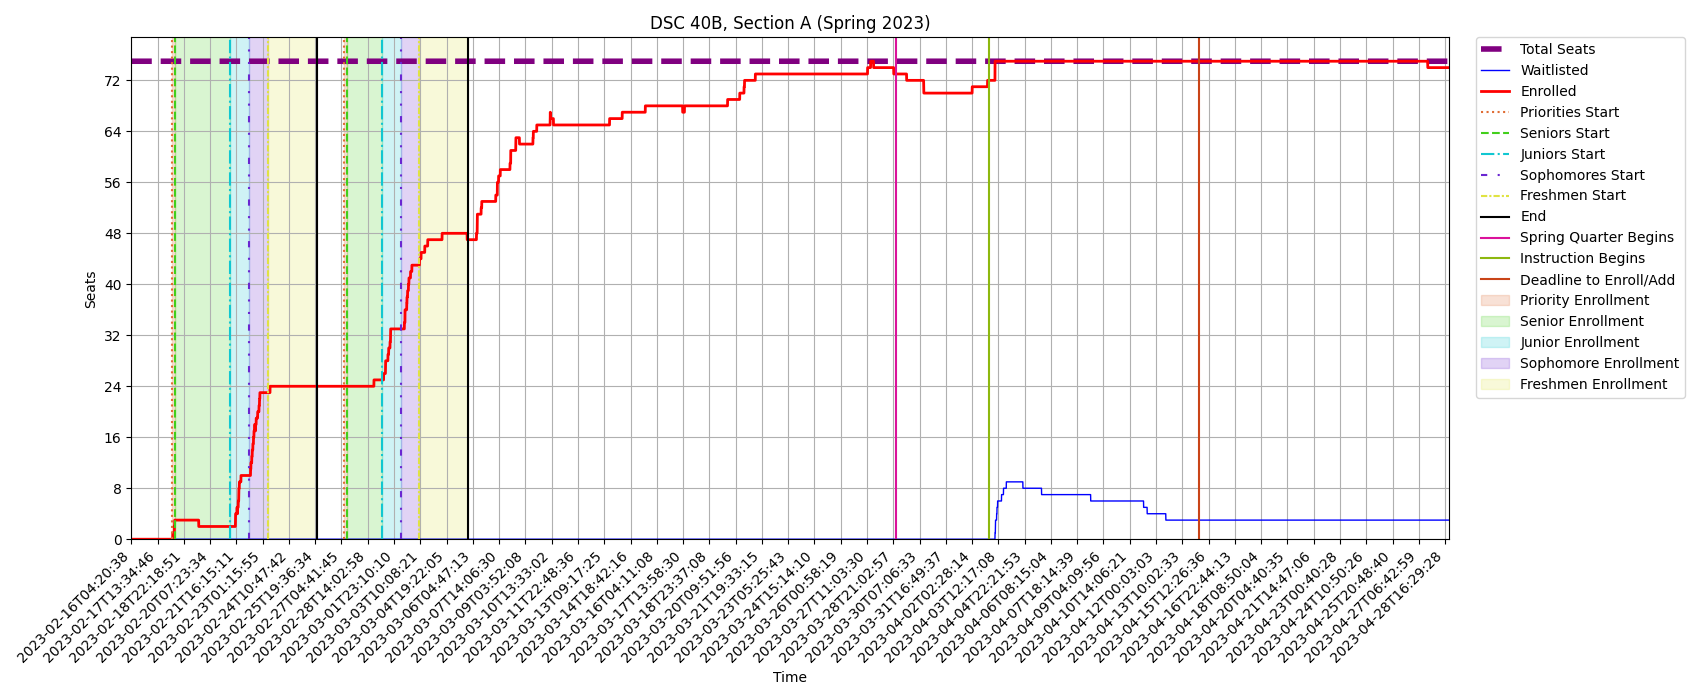 DSC 40B, Section A (Spring 2023)
Seats
72
64
56
48
40
32
24
16
8
0
2023-02-16T04:20:38
2023-02-17T13:34:46
2023-02-18T22:18:51
2023-02-20T07:23:34
2023-02-21T16:15:11
2023-02-23T01:15:55
2023-02-24T10:47:42
2023-02-25T19:36:34
2023-02-27T04:41:45
2023-02-28T14:02:58
2023-03-01T23:10:10
2023-03-03T10:08:21
2023-03-04T19:22:05
2023-03-06T04:47:13
2023-03-07T14:06:30
2023-03-09T03:52:08
2023-03-10T13:33:02
2023-03-11T22:48:36
2023-03-13T09:17:25
2023-03-14T18:42:16
2023-03-16T04:11:08
2023-03-17T13:58:30
2023-03-18T23:37:08
2023-03-20T09:51:56
2023-03-21T19:33:15
2023-03-23T05:25:43
2023-03-24T15:14:10
2023-03-26T00:58:19
2023-03-27T11:03:30
2023-03-28T21:02:57
2023-03-30T07:06:33
2023-03-31T16:49:37
2023-04-02T02:28:14
2023-04-03T12:17:08
2023-04-04T22:21:53
2023-04-06T08:15:04
2023-04-07T18:14:39
2023-04-09T04:09:56
2023-04-10T14:06:21
2023-04-12T00:03:03
2023-04-13T10:02:33
2023-04-15T12:26:36
2023-04-16T22:44:13
2023-04-18T08:50:04
2023-04-20T04:40:35
2023-04-21T14:47:06
2023-04-23T00:40:28
2023-04-24T10:50:26
2023-04-25T20:48:40
2023-04-27T06:42:59
2023-04-28T16:29:28
Time
Total Seats
Waitlisted
Enrolled
Priorities Start
Seniors Start
Juniors Start
Sophomores Start
Freshmen Start
End
Spring Quarter Begins
Instruction Begins
Deadline to Enroll/Add
Priority Enrollment
Senior Enrollment
Junior Enrollment
Sophomore Enrollment
Freshmen Enrollment